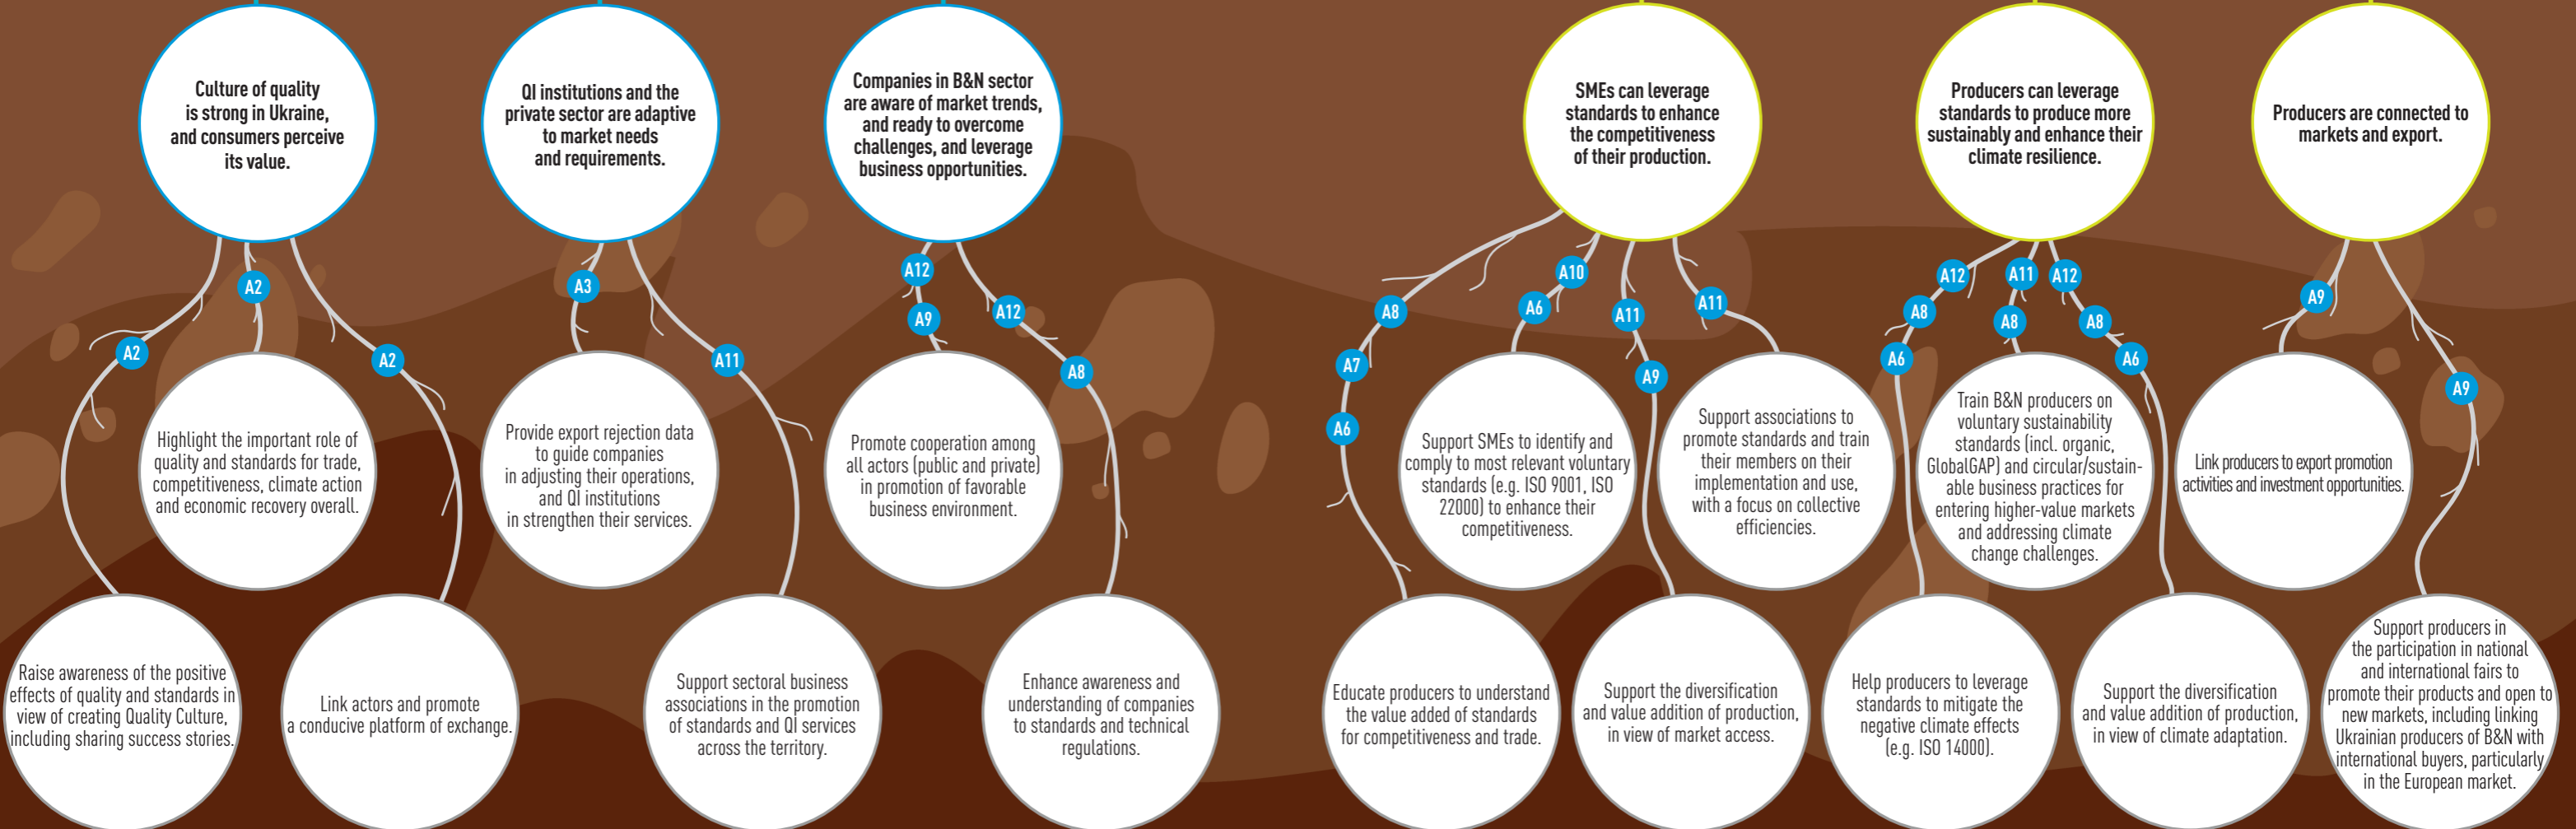 Culture of quality
is strong in Ukraine,
and consumers perceive
its value.
QI institutions and the
private sector are adaptive
to market needs
and requirements.
Companies in B&N sector
are aware of market trends,
and ready to overcome
challenges, and leverage
business opportunities.
SMEs can leverage
standards to enhance
the competitiveness
of their production.
Producers can leverage
standards to produce more
sustainably and enhance their
climate resilience.
Producers are connected to
markets and export.
A2
A2
A2
A3
A11
A12
A9
A12
A8
A8
A7
A6
A10
A6
A11
A9
A11
A12
A8
A6
A11
A8
A12
A8
A6
A9
A9
Highlight the important role of
quality and standards for trade,
competitiveness, climate action
and economic recovery overall.
Provide export rejection data
to guide companies
in adjusting their operations,
and QI institutions
in strengthen their services.
Promote cooperation among
all actors (public and private)
in promotion of favorable
business environment.
Support SMEs to identify and
comply to most relevant voluntary
standards (e.g. ISO 9001, ISO
22000) to enhance their
competitiveness.
Support associations to
promote standards and train
their members on their
implementation and use,
with a focus on collective
efficiencies.
Train B&N producers on
voluntary sustainability
standards (incl. organic,
GlobalGAP) and circular/sustain-
able business practices for
entering higher-value markets
and addressing climate
change challenges.
Link producers to export promotion
activities and investment opportunities.
Raise awareness of the positive
effects of quality and standards in
view of creating Quality Culture,
including sharing success stories.
Link actors and promote
a conducive platform of exchange.
Support sectoral business
associations in the promotion
of standards and QI services
across the territory.
Enhance awareness and
understanding of companies
to standards and technical
regulations.
Educate producers to understand
the value added of standards
for competitiveness and trade.
Support the diversification
and value addition of production,
in view of market access.
Help producers to leverage
standards to mitigate the
negative climate effects
(e.g. ISO 14000).
Support the diversification
and value addition of production,
in view of climate adaptation.
Support producers in
the participation in national
and international fairs to
promote their products and open to
new markets, including linking
Ukrainian producers of B&N with
international buyers, particularly
in the European market.